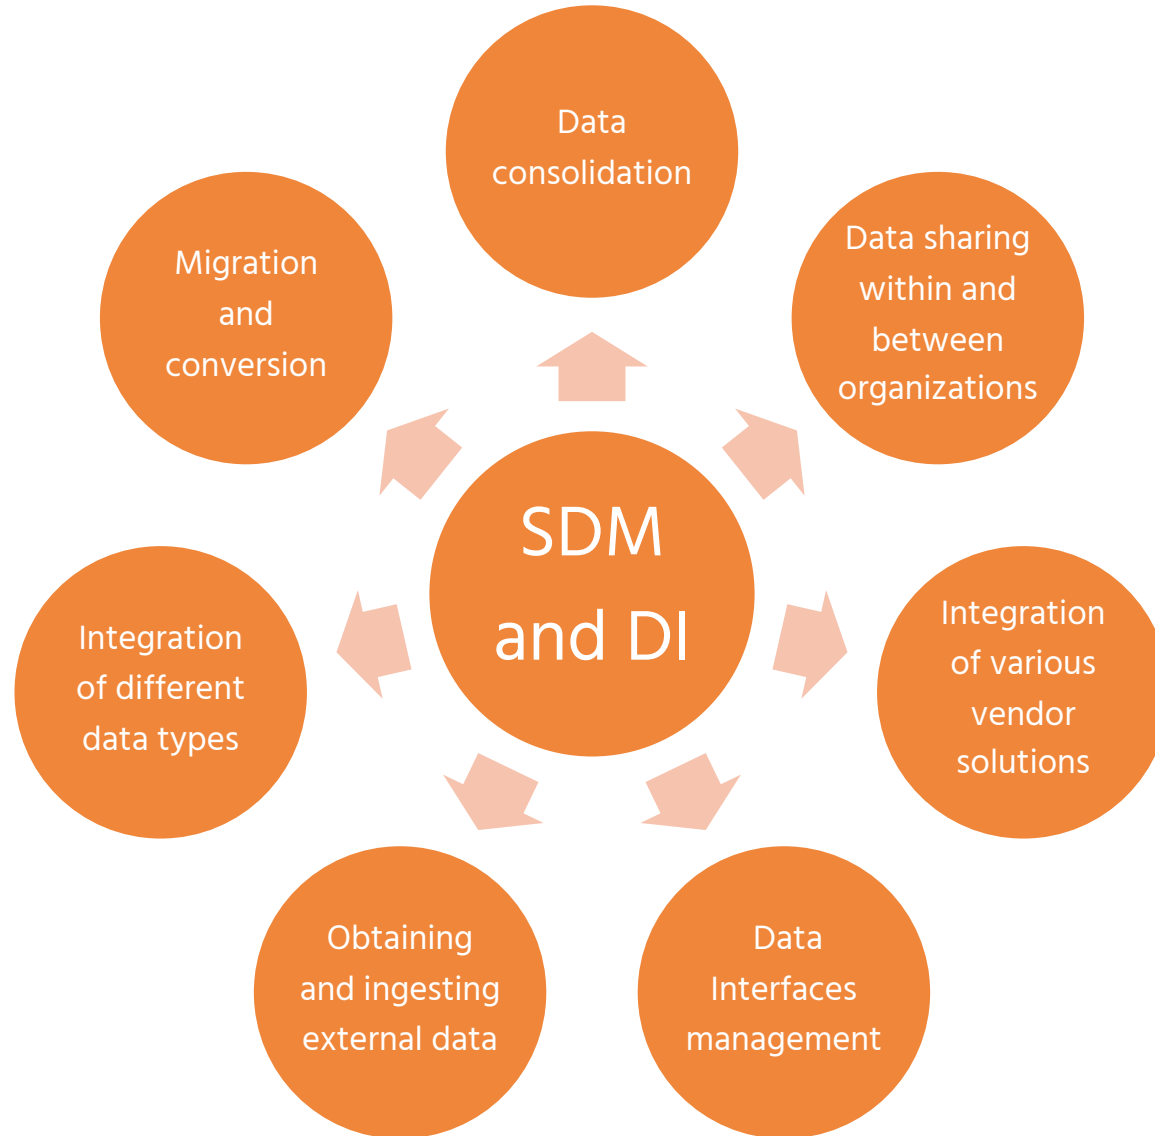 Data
consolidation
Data sharing
within and
between
organizations
Integration
of various
vendor
solutions
Data
Interfaces
management
Obtaining
and ingesting
external data
Integration
of different
data types
Migration
and
conversion
SDM
and DI